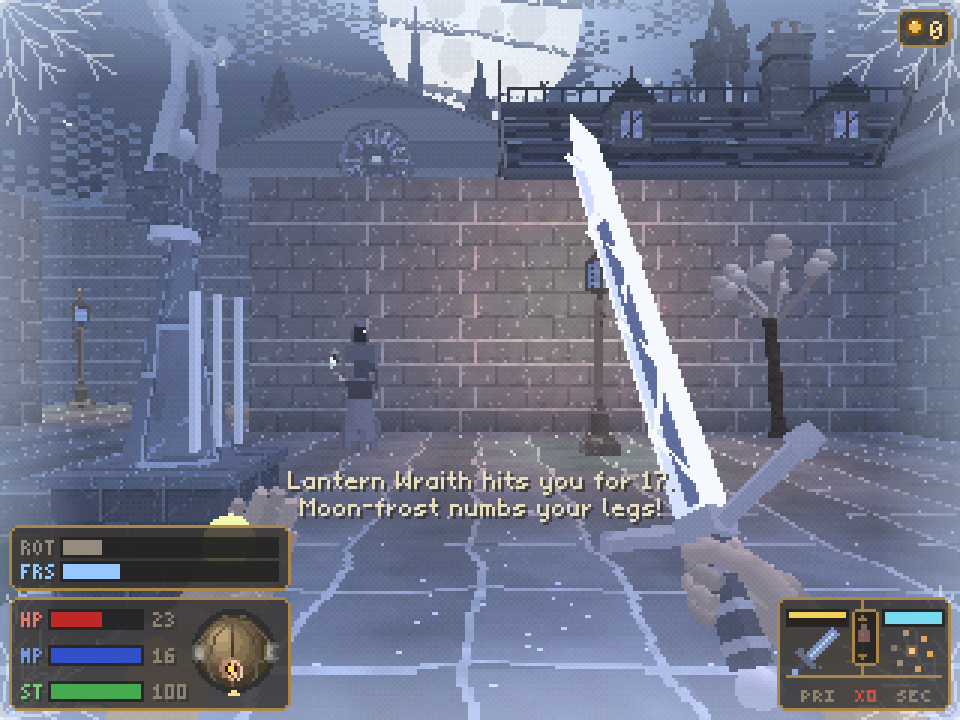 0
Lantern Wraith hits you for 17
Moon-frost numbs your legs!
ROT
FRS
HP 23
MP 16
ST 100
PRI X0 SEC